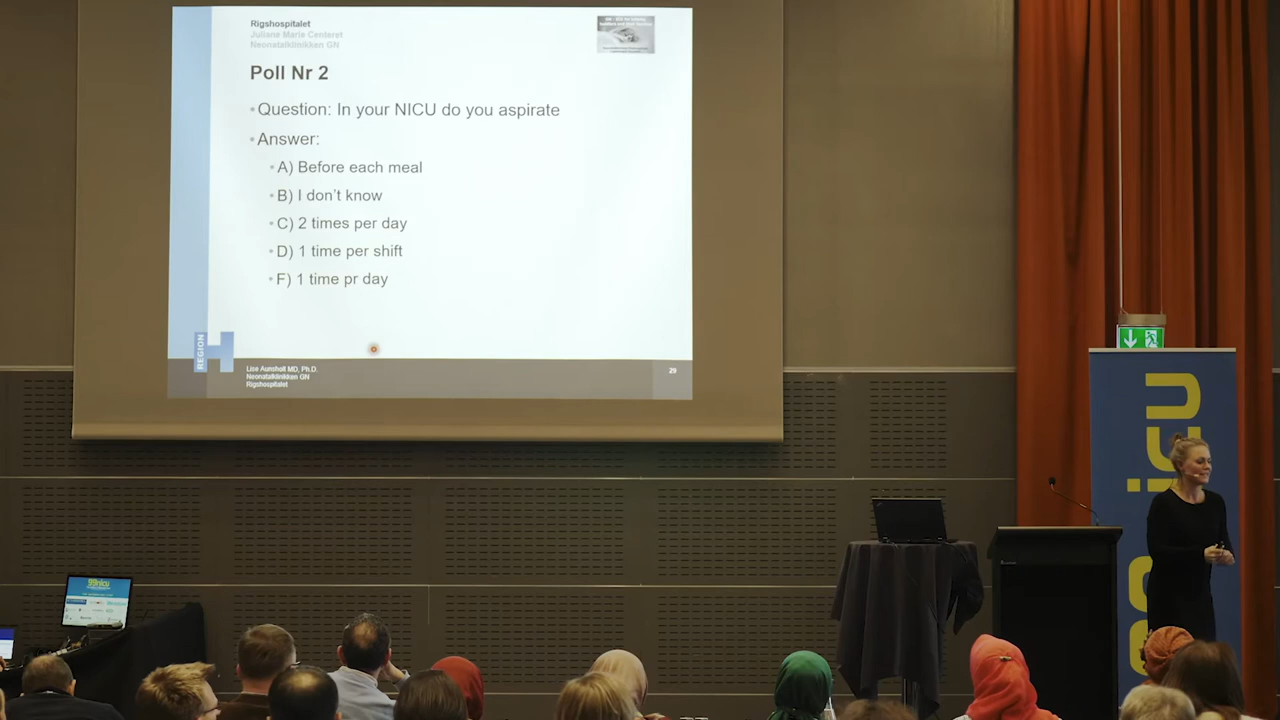 Rigshospitalet
Juliane Marie Centeret
Neonatalklinikken GN
Poll Nr 2
•Question: In your NICU do you aspirate
•Answer:
•A) Before each meal
•B) I don't know
•C) 2 times per day
•D) 1 time per shift
•F) 1 time pr day
REGION
Lise Aunsholt MD, Ph.D.
Neonatalklinikken GN
Rigshospitalet
29
99nicu
nicu